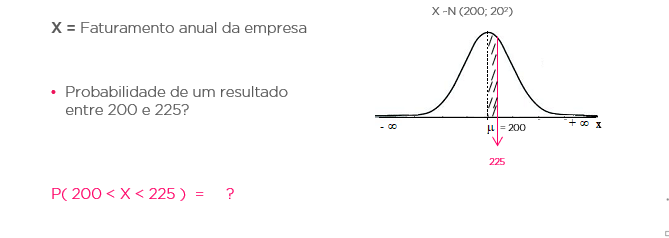 X ~N (200; 20²)
X = Faturamento anual da empresa
• Probabilidade de um resultado
entre 200 e 225?
- ∞
μ = 200
+ ∞ x
225
P( 200 < X < 225 ) = ?